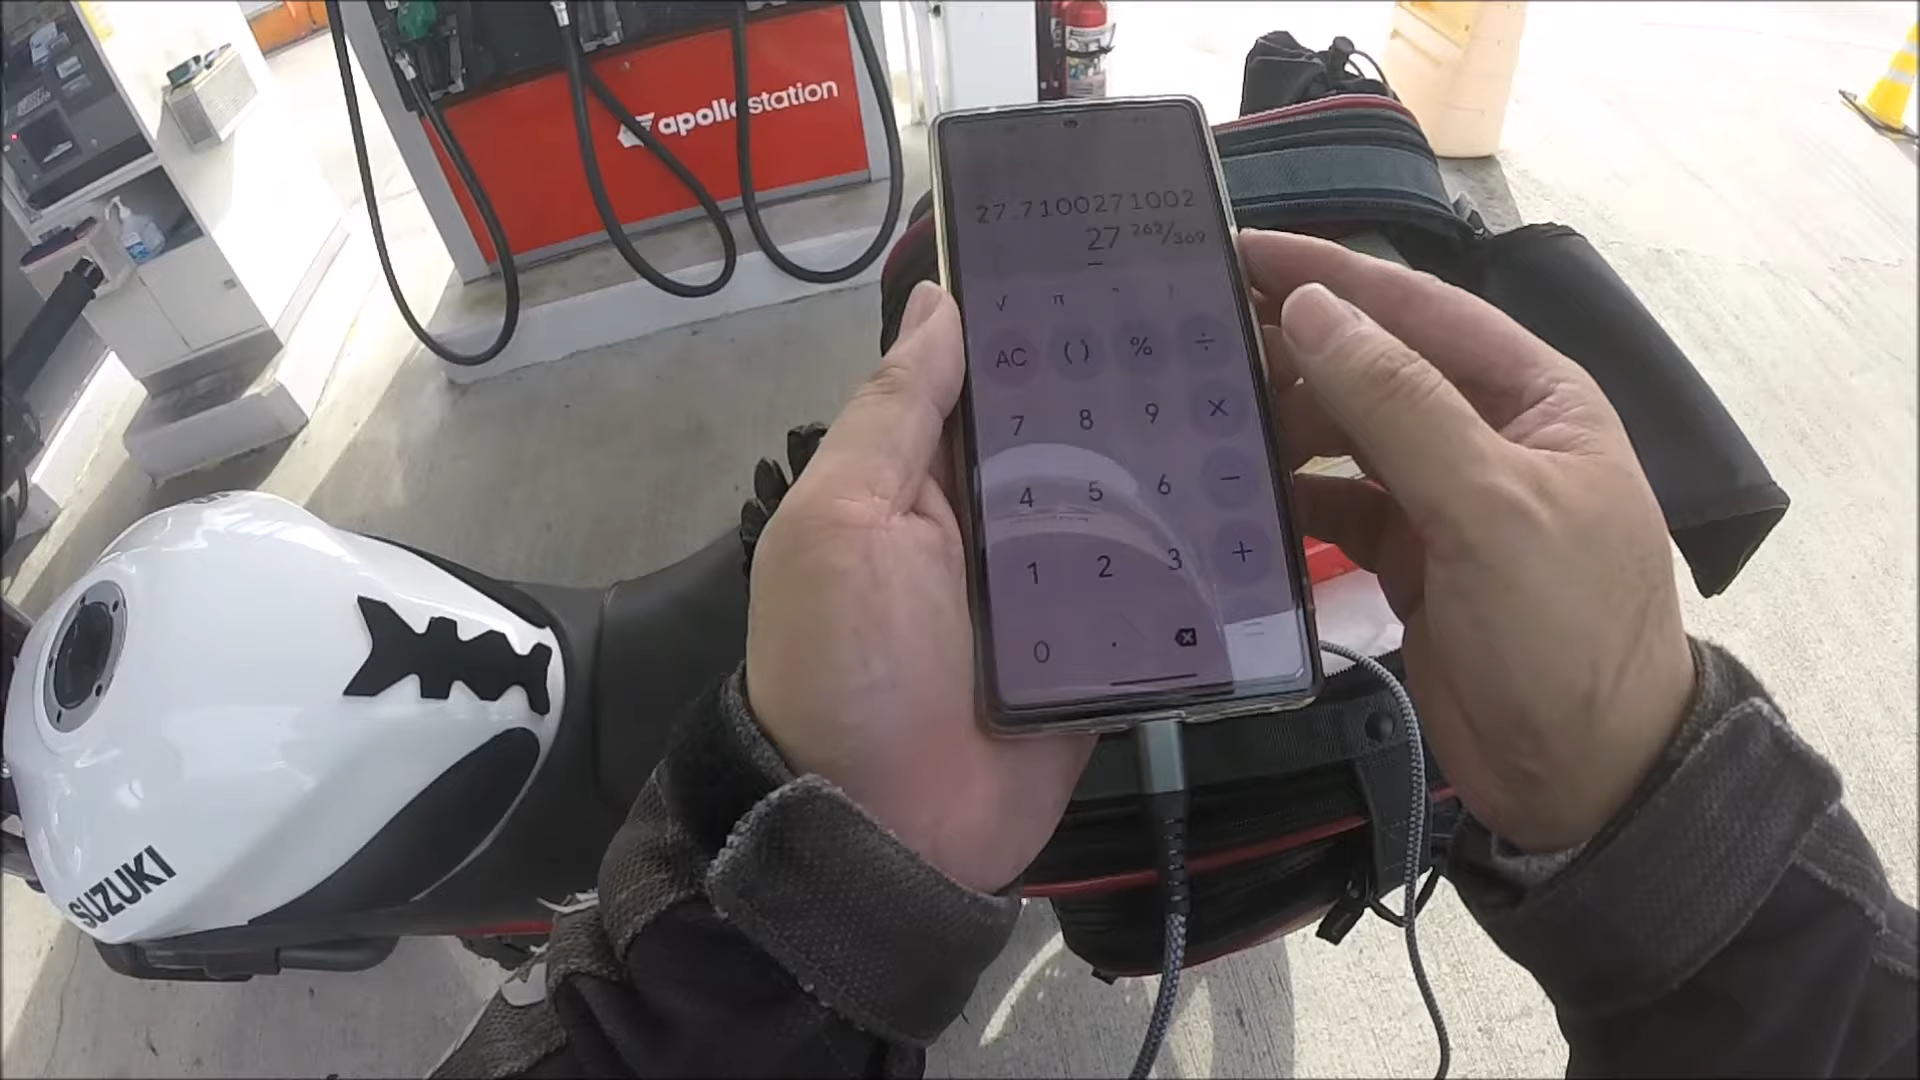 apollostation
27.7100271002
27 262/369
√ π ^ !
AC ( ) % ÷
7 8 9 ×
4 5 6 −
1 2 3 +
0 . =
SUZUKI